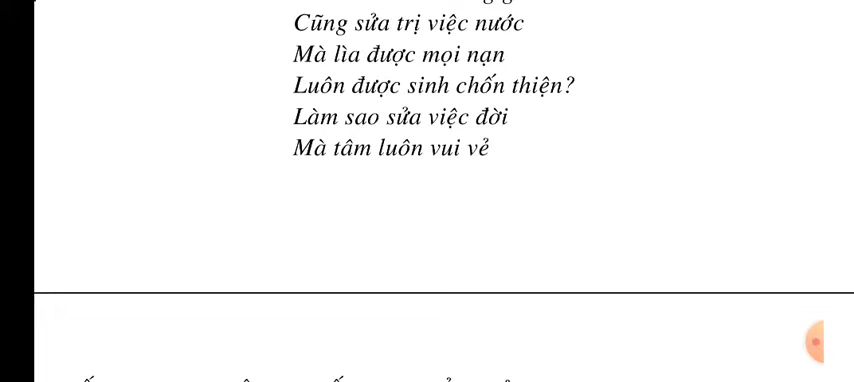 Cũng sửa trị việc nước
Mà lìa được mọi nạn
Luôn được sinh chốn thiện?
Làm sao sửa việc đời
Mà tâm luôn vui vẻ